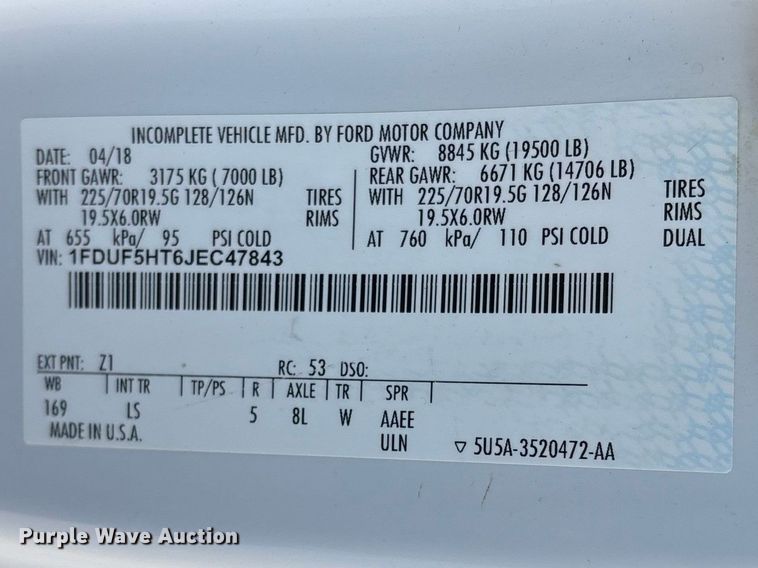 INCOMPLETE VEHICLE MFD. BY FORD MOTOR COMPANY
DATE: 04/18 GVWR: 8845 KG (19500 LB)
FRONT GAWR: 3175 KG ( 7000 LB) REAR GAWR: 6671 KG (14706 LB)
WITH 225/70R19.5G 128/126N TIRES WITH 225/70R19.5G 128/126N TIRES
19.5X6.0RW RIMS 19.5X6.0RW RIMS
AT 655 kPa/ 95 PSI COLD AT 760 kPa/ 110 PSI COLD DUAL
VIN: 1FDUF5HT6JEC47843
EXT PNT: Z1 RC: 53 DSO:
WB INT TR TP/PS R AXLE TR SPR
169 LS 5 8L W AAEE
MADE IN U.S.A. ULN ▽ 5U5A-3520472-AA
Purple Wave Auction